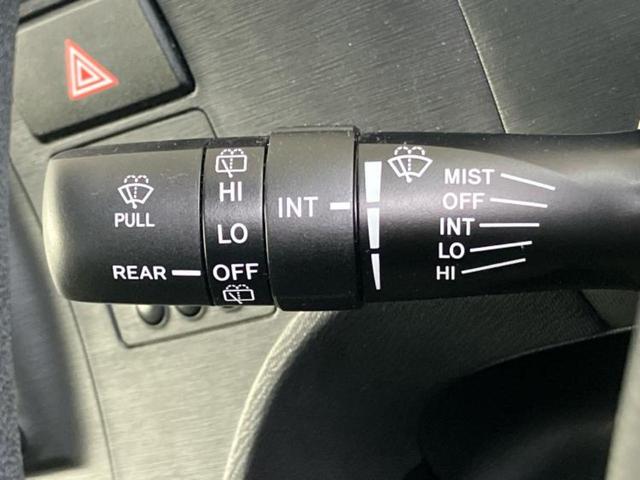 PULL
REAR
HI
LO
OFF
INT
MIST
OFF
INT
LO
HI